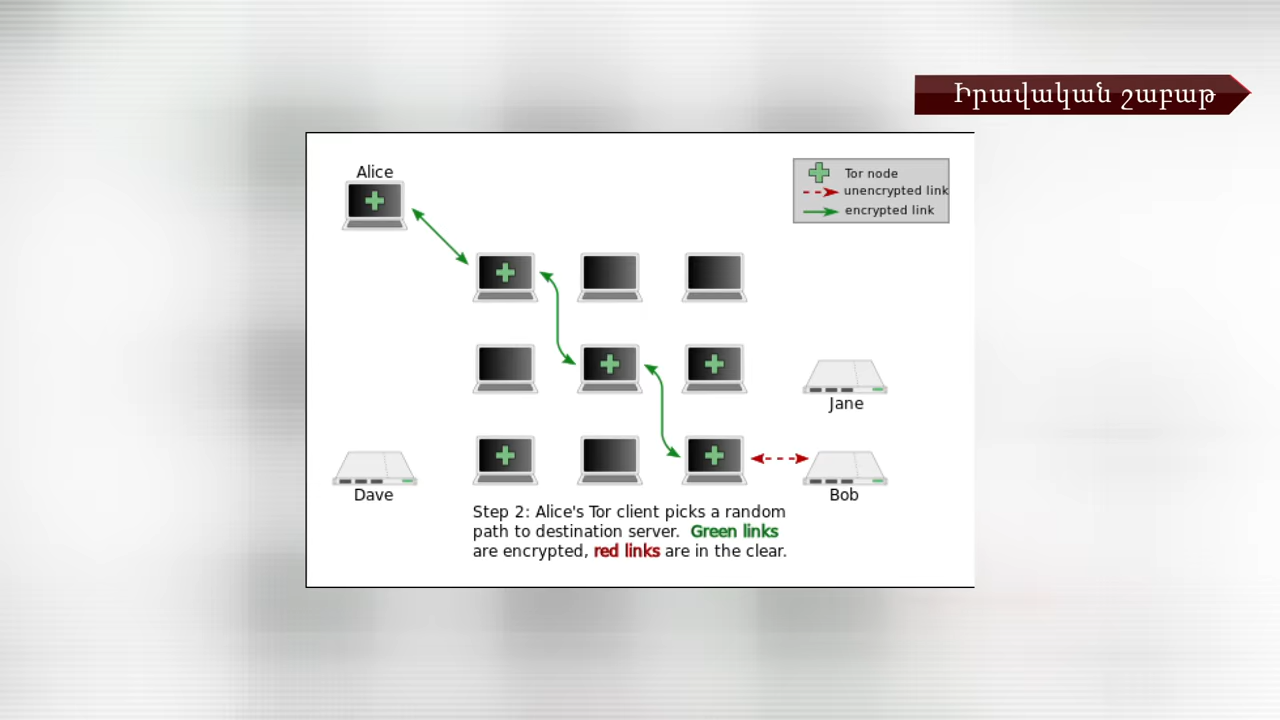 Իրավական շաբաթ
Alice
Tor node
unencrypted link
encrypted link
Jane
Dave
Bob
Step 2: Alice's Tor client picks a random
path to destination server. Green links
are encrypted, red links are in the clear.